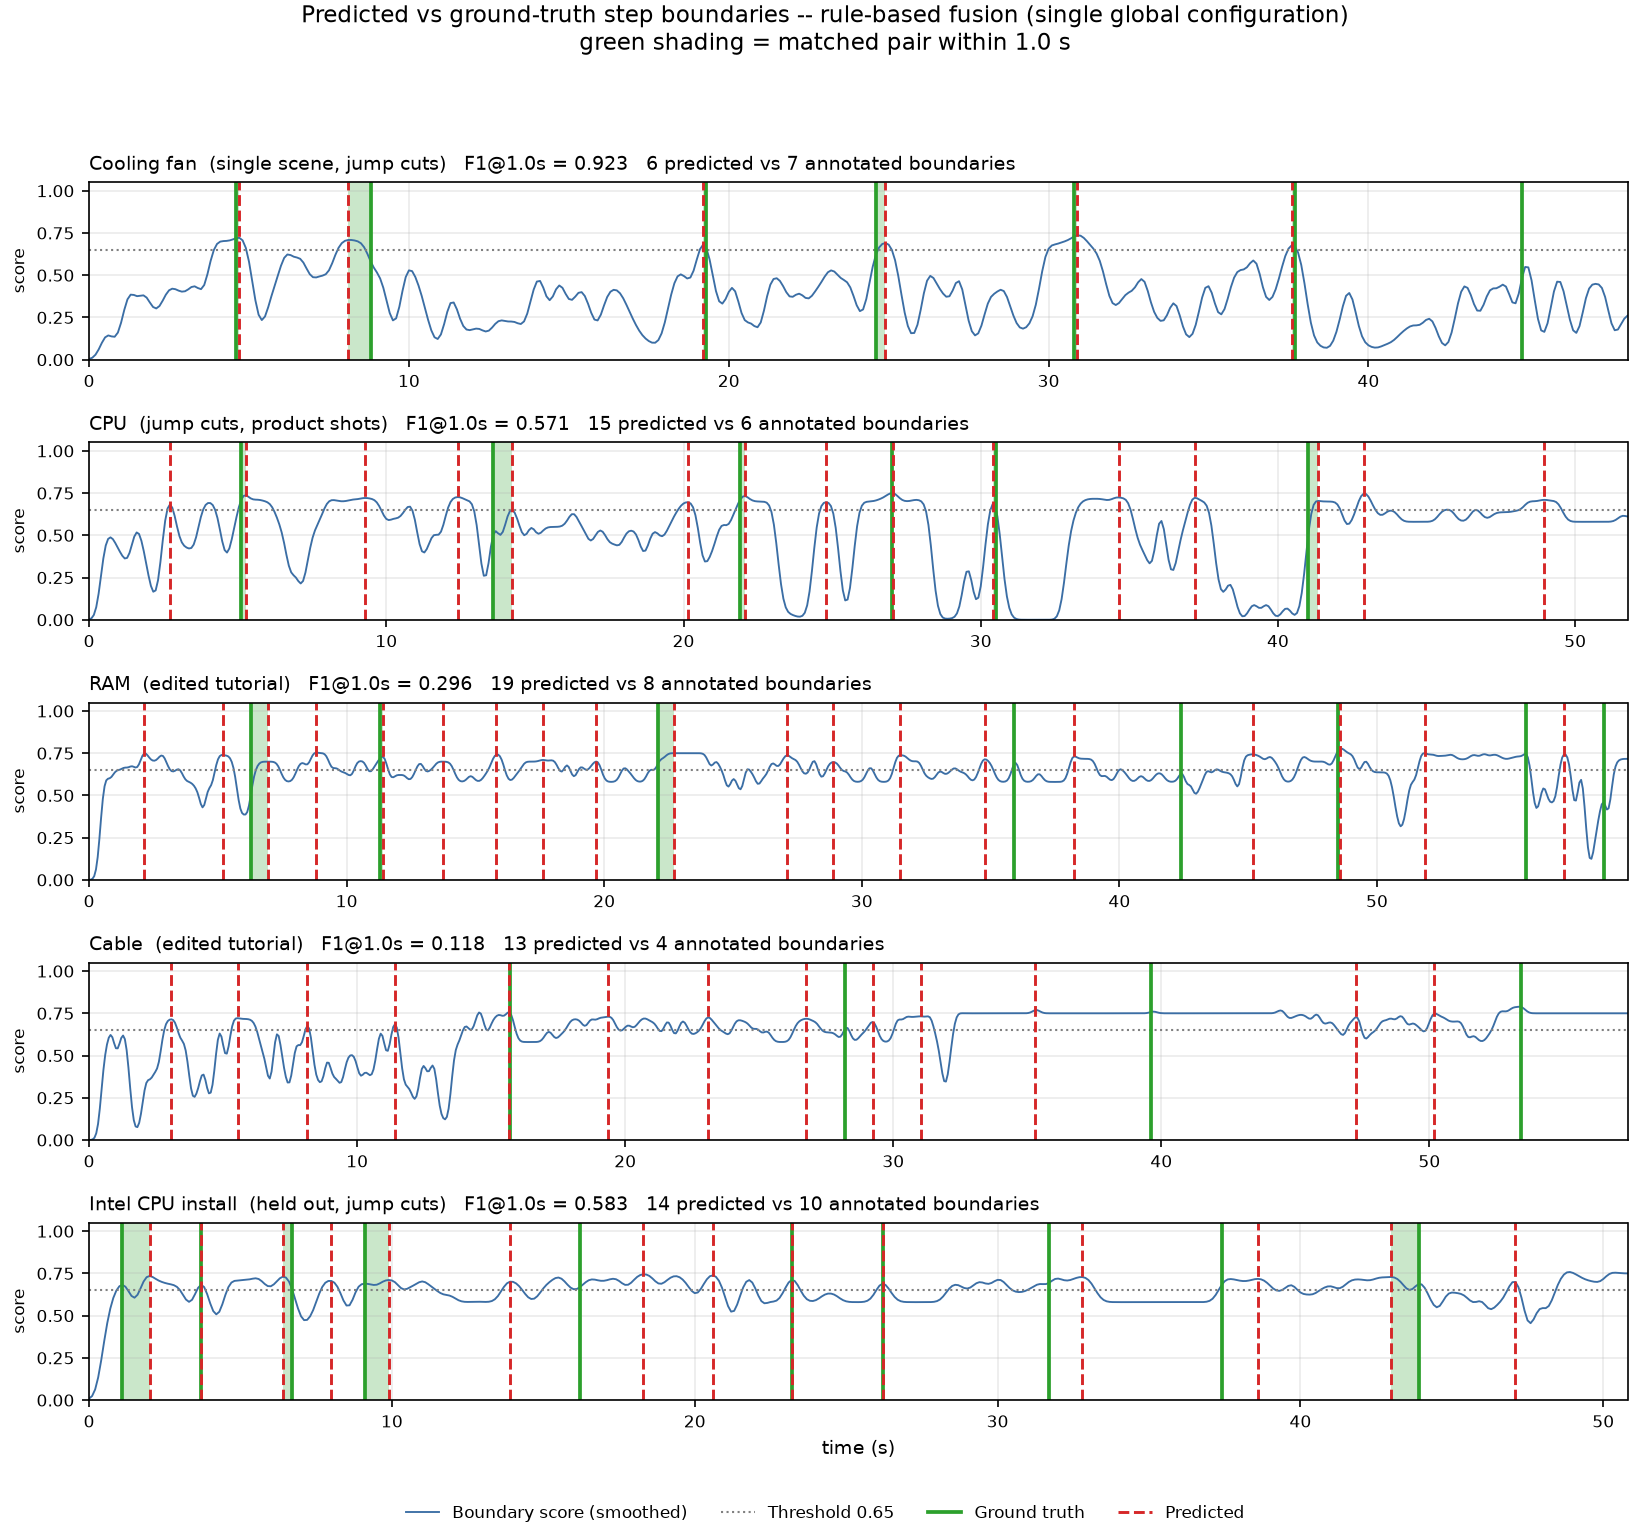 Predicted vs ground-truth step boundaries -- rule-based fusion (single global configuration)
green shading = matched pair within 1.0 s
Cooling fan  (single scene, jump cuts)   F1@1.0s = 0.923   6 predicted vs 7 annotated boundaries
1.00
0.75
0.50
0.25
0.00
score
0 10 20 30 40
CPU  (jump cuts, product shots)   F1@1.0s = 0.571   15 predicted vs 6 annotated boundaries
1.00
0.75
0.50
0.25
0.00
score
0 10 20 30 40 50
RAM  (edited tutorial)   F1@1.0s = 0.296   19 predicted vs 8 annotated boundaries
1.00
0.75
0.50
0.25
0.00
score
0 10 20 30 40 50
Cable  (edited tutorial)   F1@1.0s = 0.118   13 predicted vs 4 annotated boundaries
1.00
0.75
0.50
0.25
0.00
score
0 10 20 30 40 50
Intel CPU install  (held out, jump cuts)   F1@1.0s = 0.583   14 predicted vs 10 annotated boundaries
1.00
0.75
0.50
0.25
0.00
score
0 10 20 30 40 50
time (s)
Boundary score (smoothed) Threshold 0.65 Ground truth Predicted